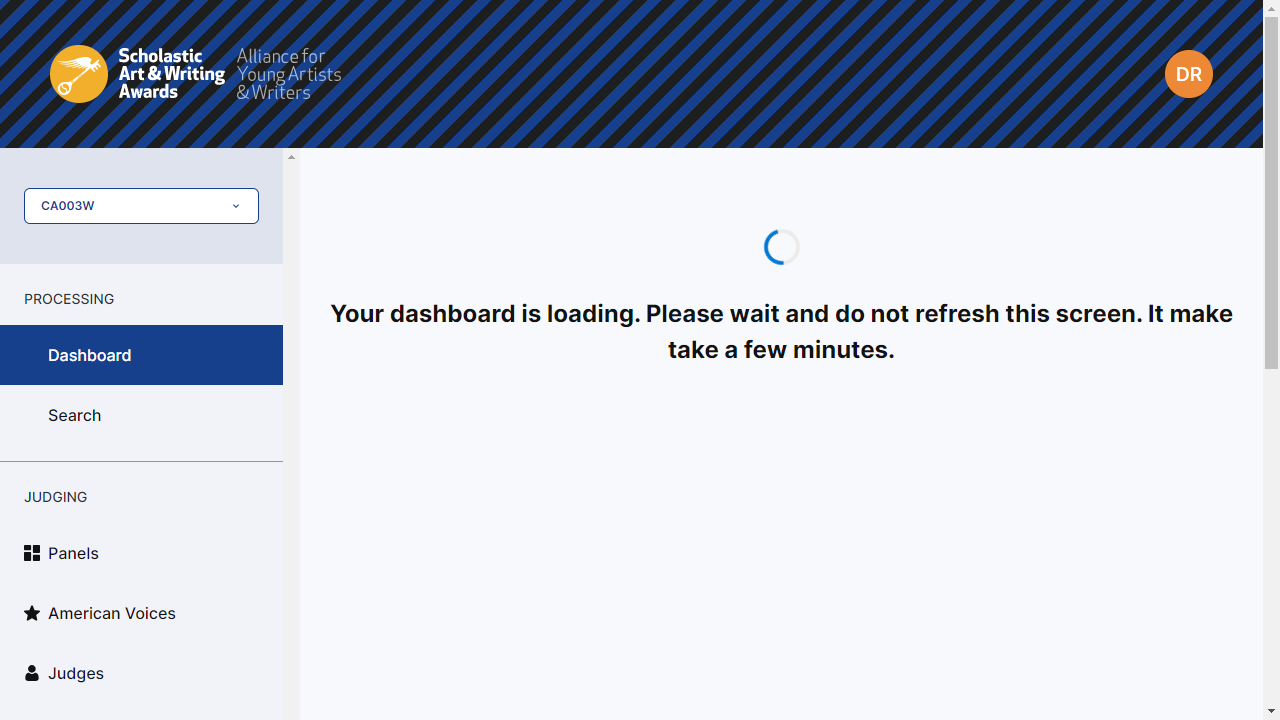 Scholastic
Art & Writing
Awards
Alliance for
Young Artists
& Writers
DR
CA003W
PROCESSING
Dashboard
Search
JUDGING
Panels
American Voices
Judges
Your dashboard is loading. Please wait and do not refresh this screen. It make
take a few minutes.